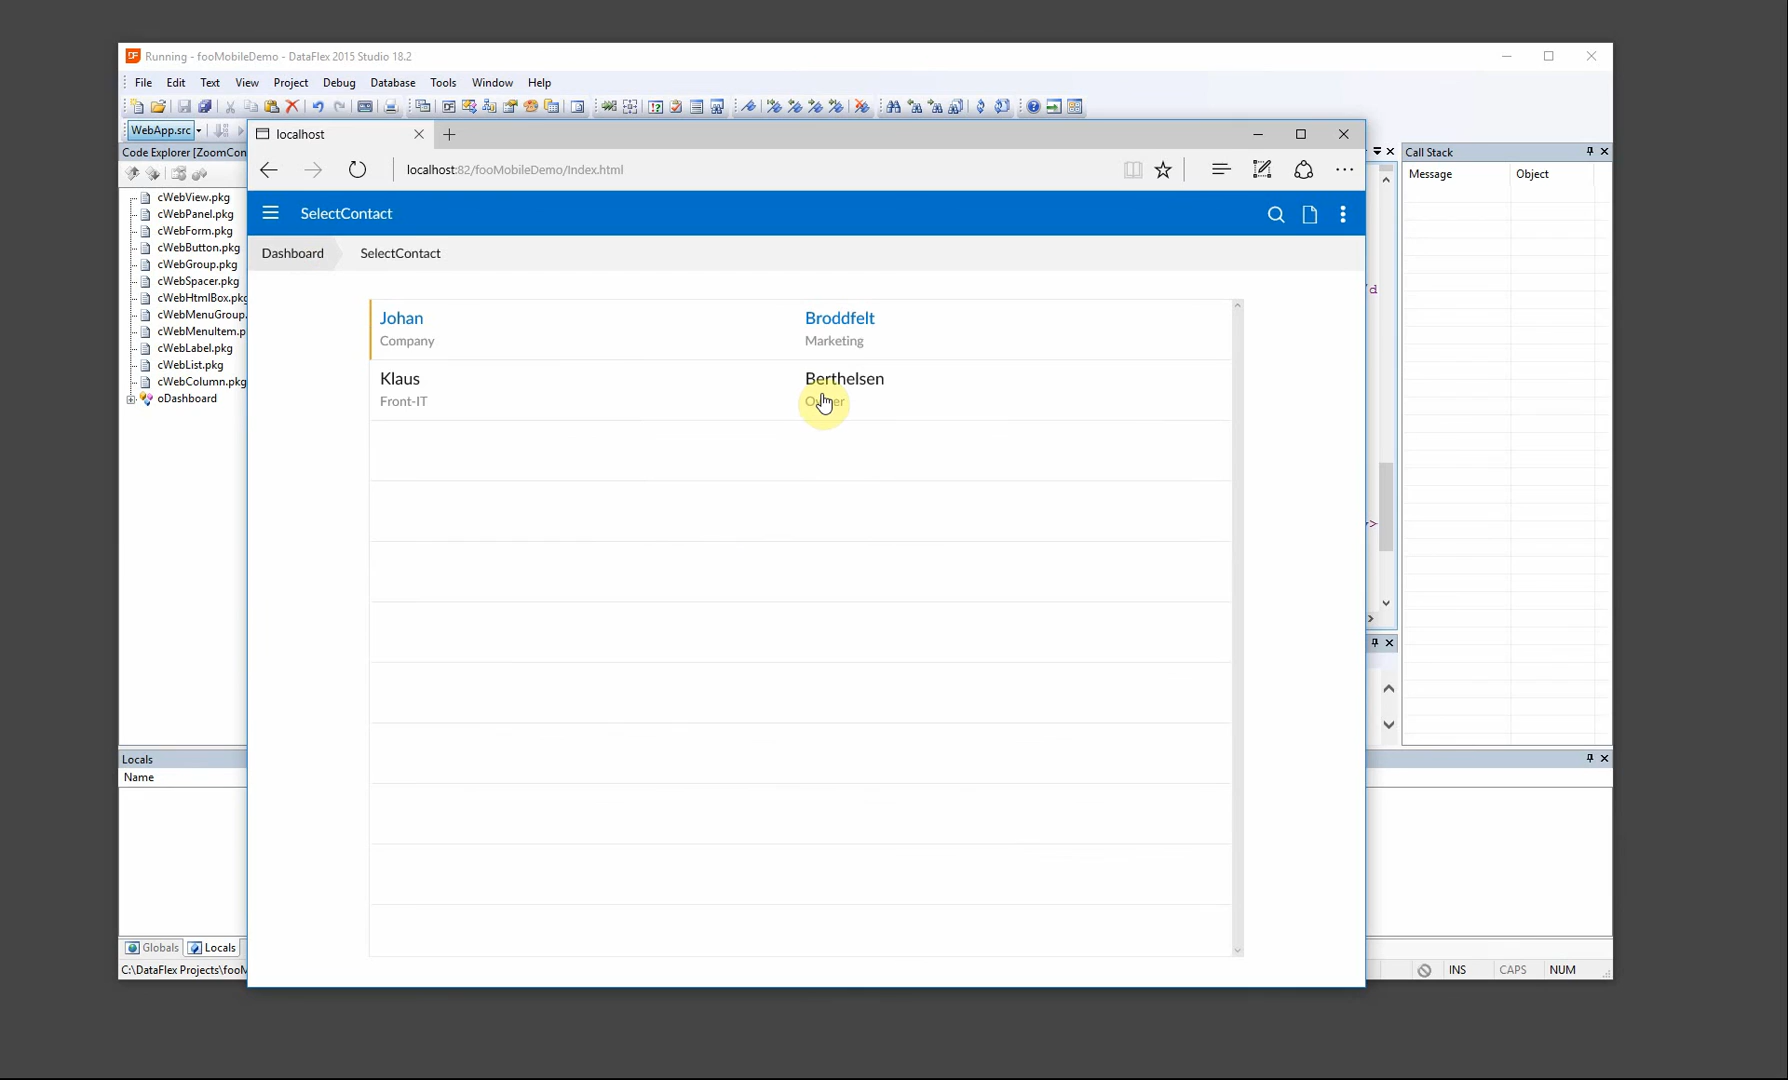 Running - fooMobileDemo - DataFlex 2015 Studio 18.2
File Edit Text View Project Debug Database Tools Window Help
WebApp.src
localhost
Code Explorer [ZoomCon
Call Stack
localhost:82/fooMobileDemo/Index.html
Message Object
cWebView.pkg
cWebPanel.pkg
cWebForm.pkg
cWebButton.pkg
cWebGroup.pkg
cWebSpacer.pkg
cWebHtmlBox.pkg
cWebMenuGroup.
cWebMenuItem.p
cWebLabel.pkg
cWebList.pkg
cWebColumn.pkg
oDashboard
SelectContact
Dashboard SelectContact
Johan Broddfelt
Company Marketing
Klaus Berthelsen
Front-IT
/d
>
Locals
Name
Globals Locals
C:\DataFlex Projects\fooM
INS CAPS NUM